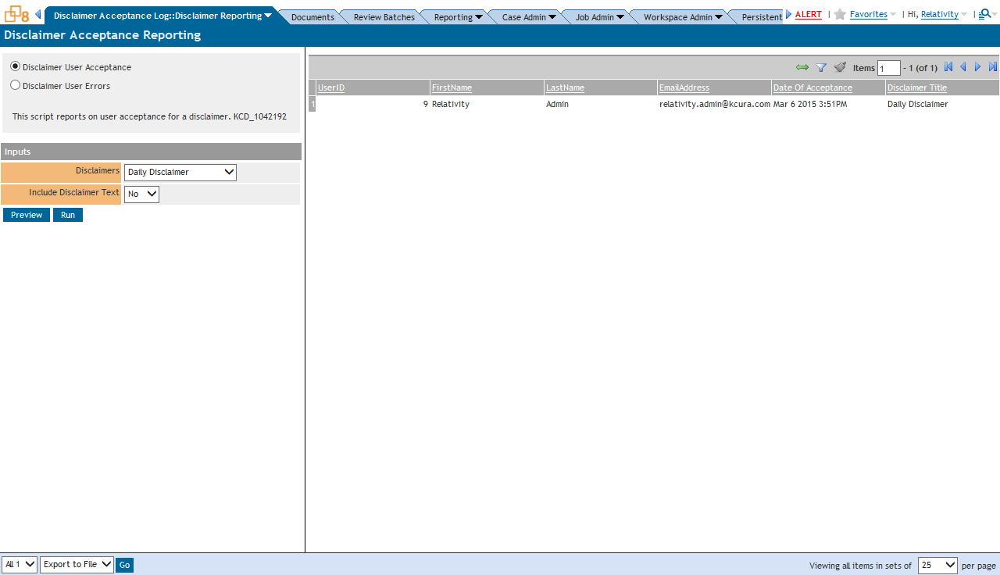 8 Disclaimer Acceptance Log::Disclaimer Reporting Documents Review Batches Reporting Case Admin Job Admin Workspace Admin Persistent ALERT | Favorites | Hi, Relativity |
Disclaimer Acceptance Reporting
Disclaimer User Acceptance
Disclaimer User Errors
This script reports on user acceptance for a disclaimer. KCD_1042192
Inputs
Disclaimers Daily Disclaimer
Include Disclaimer Text No
Preview Run
Items 1 - 1 (of 1)
UserID FirstName LastName EmailAddress Date Of Acceptance Disclaimer Title
1 9 Relativity Admin relativity.admin@kcura.com Mar 6 2015 3:51PM Daily Disclaimer
All 1 Export to File Go Viewing all items in sets of 25 per page